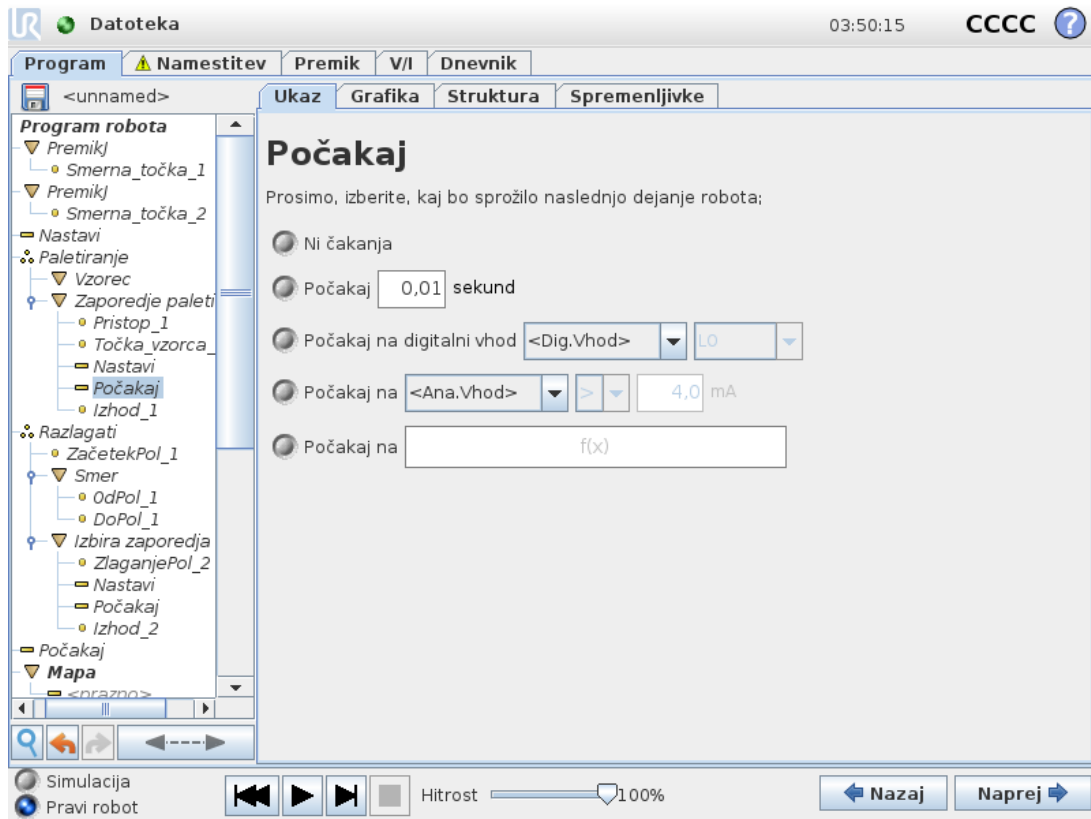 UR Datoteka 03:50:15 CCCC ?
Program Namestitev Premik V/I Dnevnik
<unnamed> Ukaz Grafika Struktura Spremenljivke
Program robota
PremikJ
Smerna_točka_1
PremikJ
Smerna_točka_2
Nastavi
Paletiranje
Vzorec
Zaporedje paleti
Pristop_1
Točka_vzorca_
Nastavi
Počakaj
Izhod_1
Razlagati
ZačetekPol_1
Smer
OdPol_1
DoPol_1
Izbira zaporedja
ZlaganjePol_2
Nastavi
Počakaj
Izhod_2
Počakaj
Mapa
<prazno>
Počakaj
Prosimo, izberite, kaj bo sprožilo naslednjo dejanje robota;
Ni čakanja
Počakaj 0,01 sekund
Počakaj na digitalni vhod <Dig.Vhod> LO
Počakaj na <Ana.Vhod> > 4,0 mA
Počakaj na f(x)
Simulacija
Pravi robot
Hitrost 100%
Nazaj Naprej